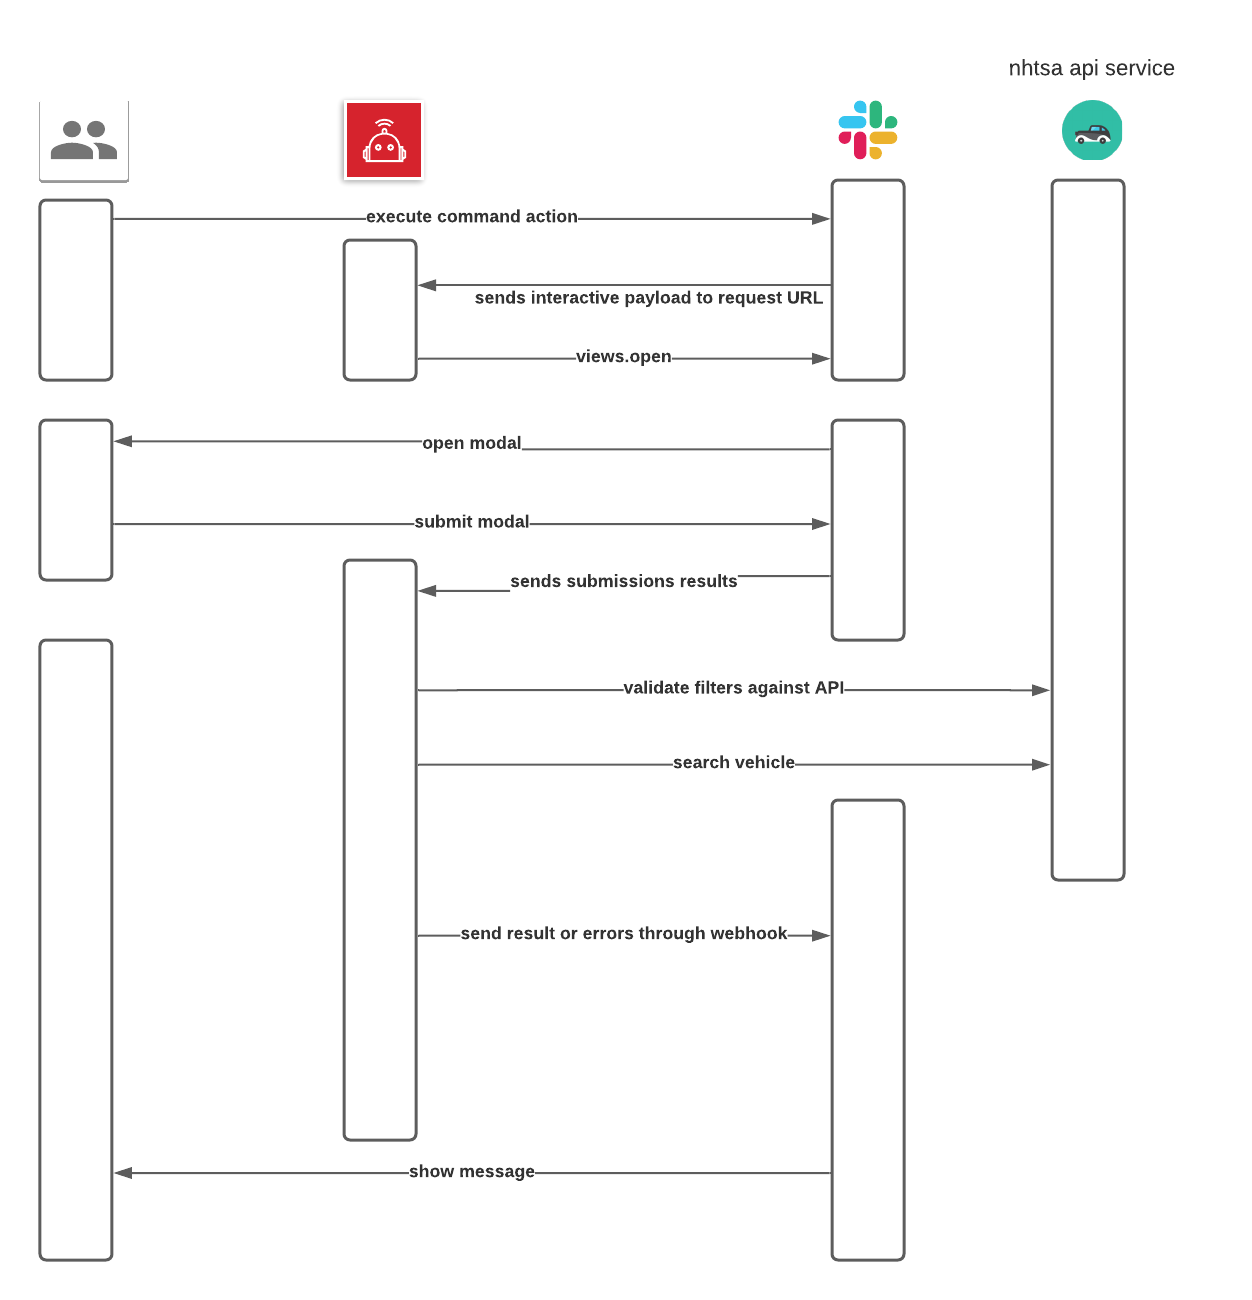 nhtsa api service
execute command action
sends interactive payload to request URL
views.open
open modal
submit modal
sends submissions results
validate filters against API
search vehicle
send result or errors through webhook
show message